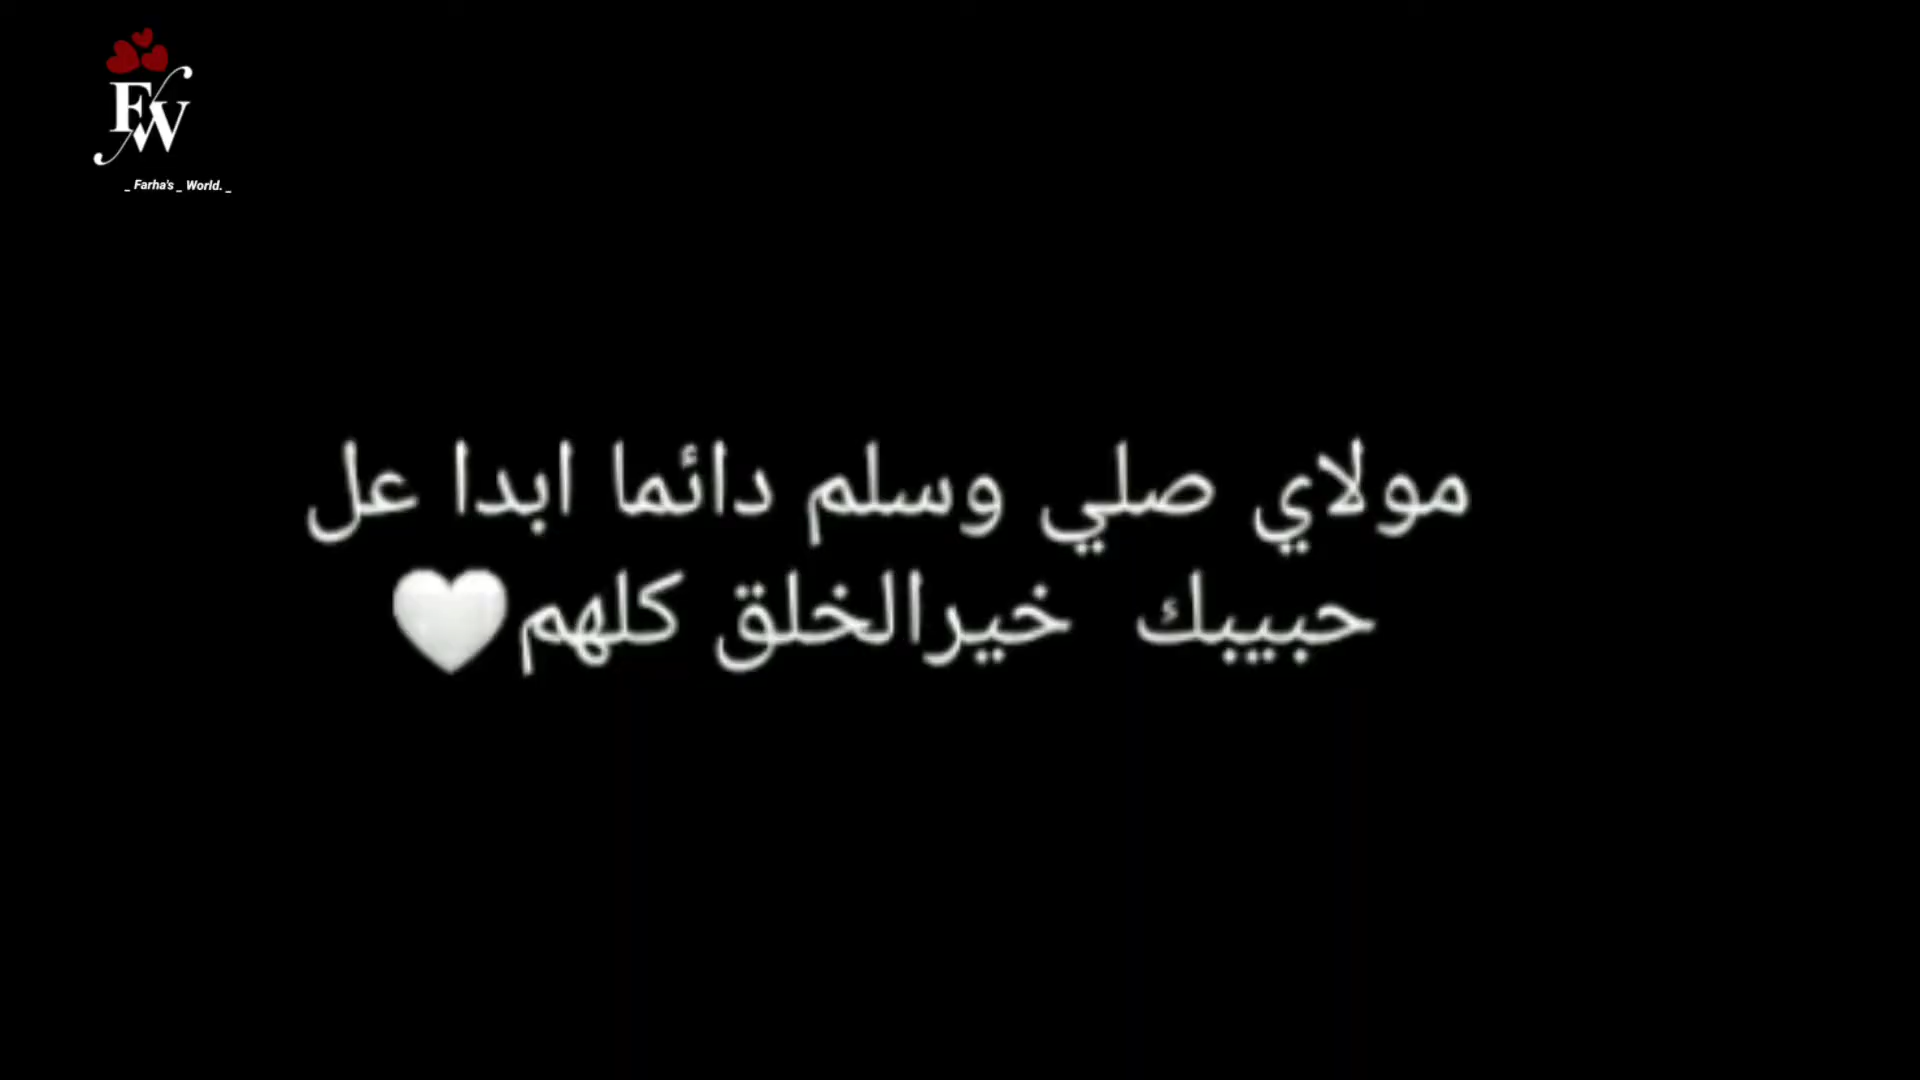 FW
_ Farha's _ World. _
مولاي صلي وسلم دائما ابدا عل
حبيبك خيرالخلق كلهم🤍